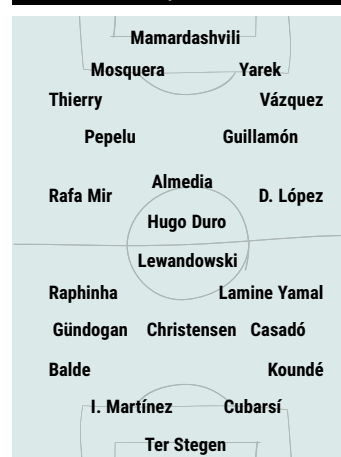 Mamardashvili
Mosquera Yarek
Thierry Vázquez
Pepelu Guillamón
Almedia
Rafa Mir D. López
Hugo Duro
Lewandowski
Raphinha Lamine Yamal
Gündogan Christensen Casadó
Balde Koundé
I. Martínez Cubarsí
Ter Stegen